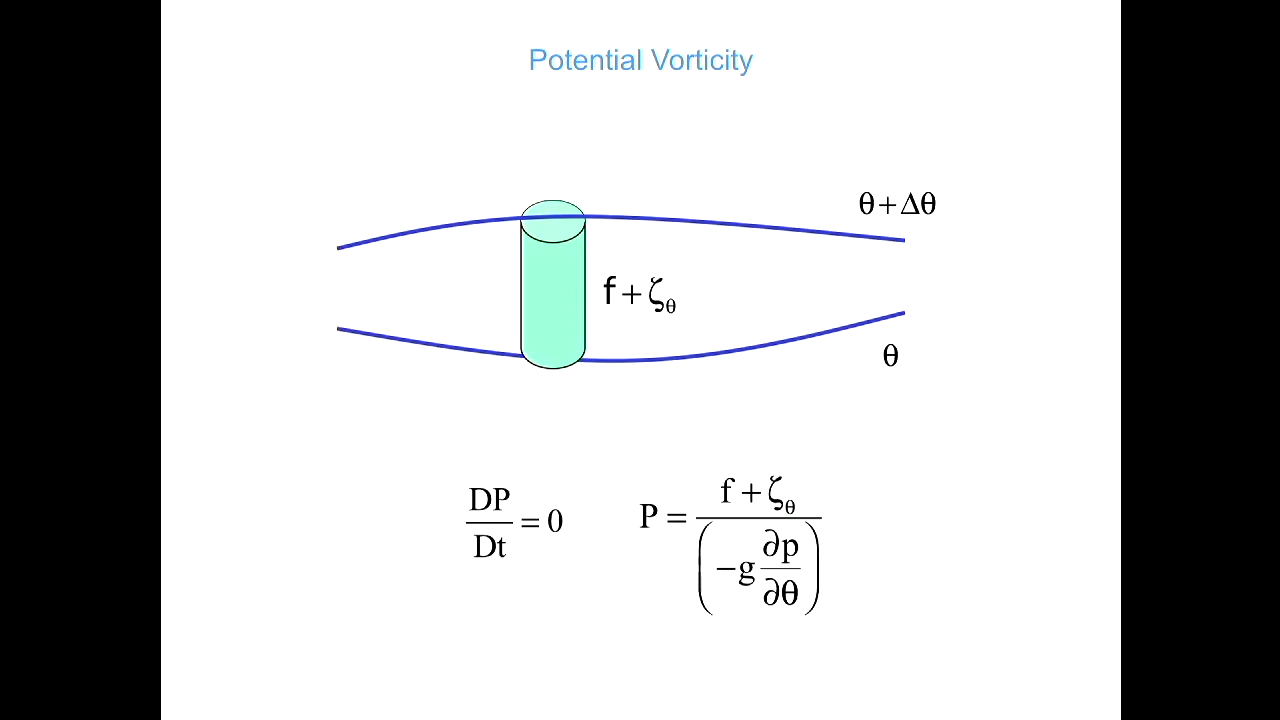 Potential Vorticity
θ+Δθ
f+ζ_θ
θ
DP/Dt = 0
P = (f+ζ_θ)/(−g ∂p/∂θ)